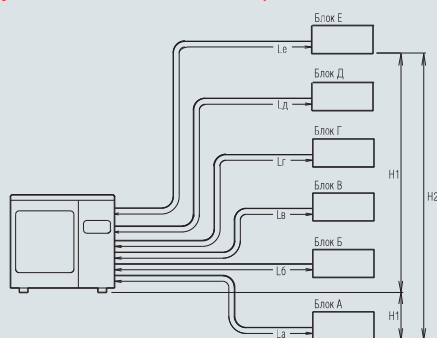 Блок Е
Lе
Блок Д
Lд
Блок Г
Lг
H1
H2
Блок В
Lв
Блок Б
Lб
Блок А
H1
Lа